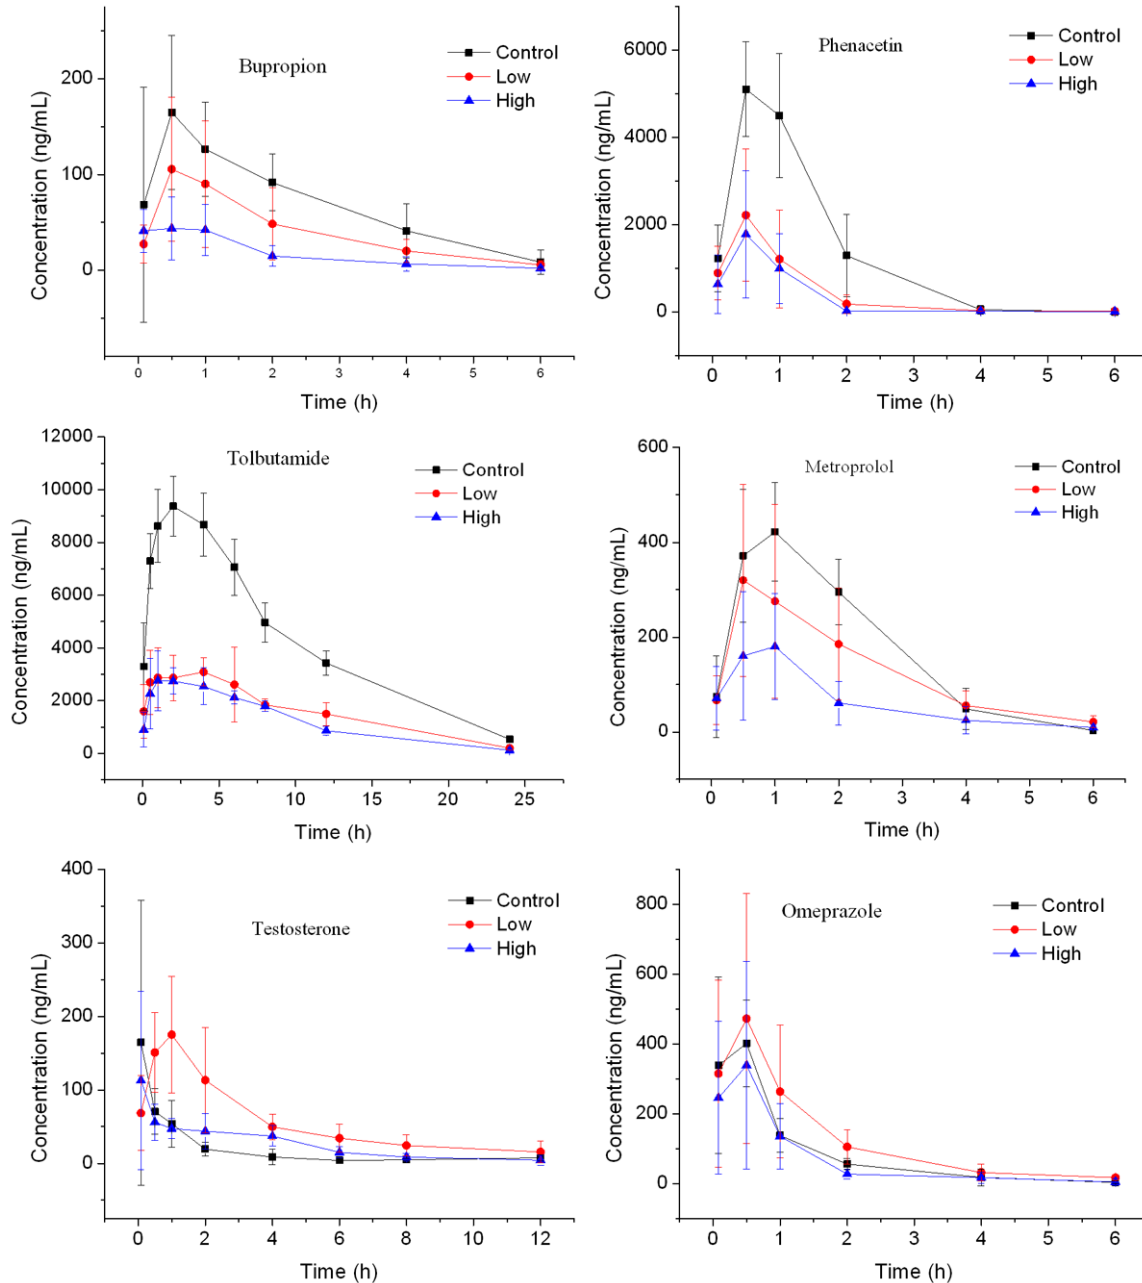 Bupropion
Control
Low
High
200
100
0
Concentration (ng/mL)
0 1 2 4 6
Time (h)
Phenacetin
Control
Low
High
6000
4000
2000
0
Concentration (ng/mL)
0 1 2 3 4 5 6
Time (h)
Tolbutamide
Control
Low
High
12000
10000
8000
6000
4000
2000
0
Concentration (ng/mL)
0 5 10 15 20 25
Time (h)
Metroprolol
Control
Low
High
600
400
200
0
Concentration (ng/mL)
0 1 2 3 4 5 6
Time (h)
Testosterone
Control
Low
High
400
300
200
100
0
Concentration (ng/mL)
0 2 4 6 8 10 12
Time (h)
Omeprazole
Control
Low
High
800
600
400
200
0
Concentration (ng/mL)
0 1 2 3 4 5 6
Time (h)